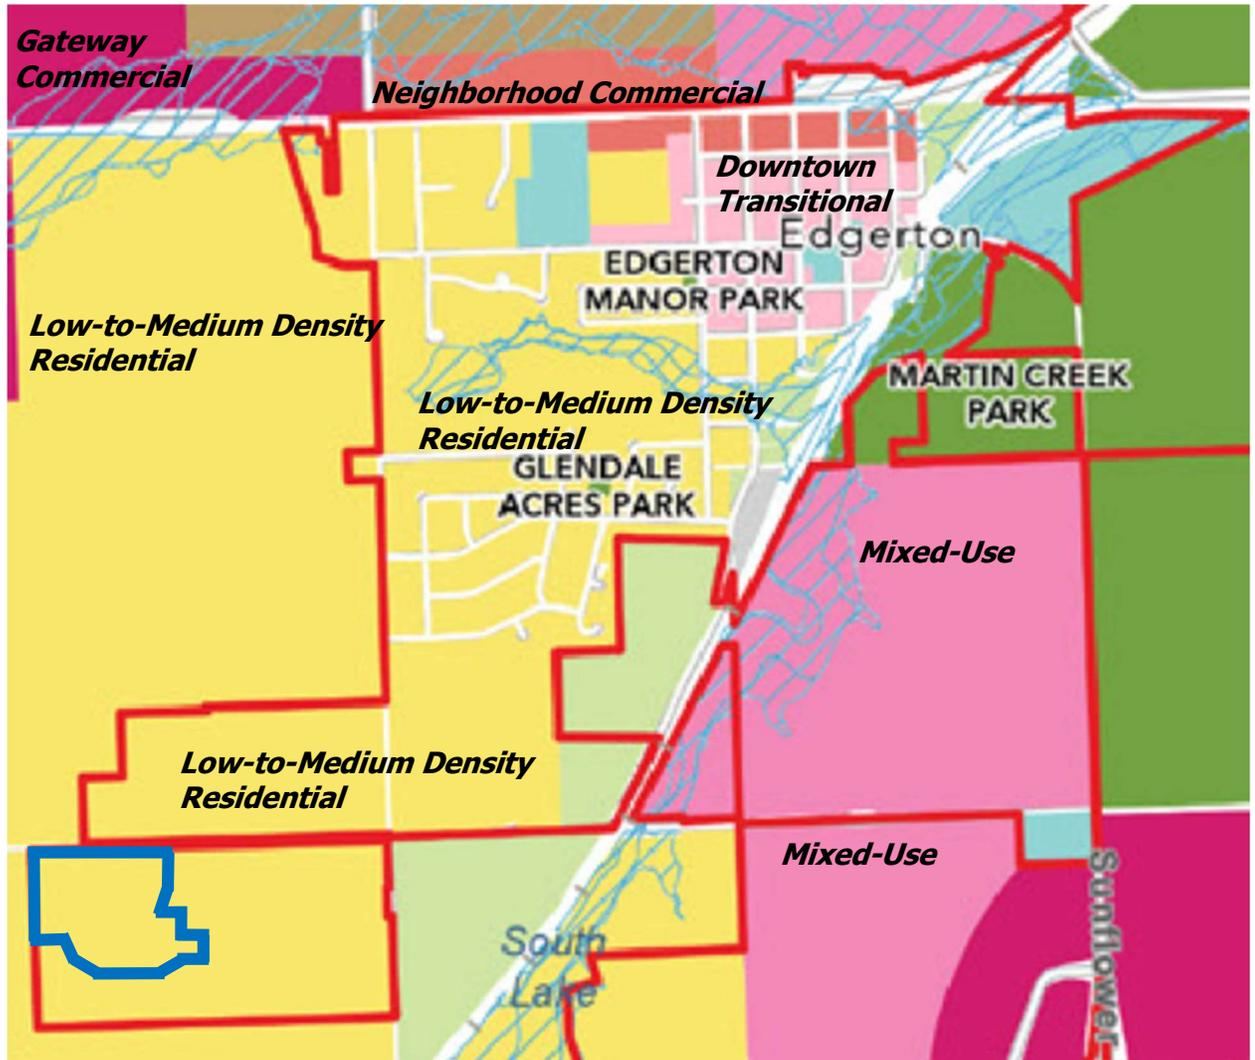 Gateway
Commercial
Neighborhood Commercial
Downtown
Transitional
Edgerton
EDGERTON
MANOR PARK
Low-to-Medium Density
Residential
MARTIN CREEK
PARK
Low-to-Medium Density
Residential
GLENDALE
ACRES PARK
Mixed-Use
Low-to-Medium Density
Residential
Mixed-Use
Sunflower
South
Lake